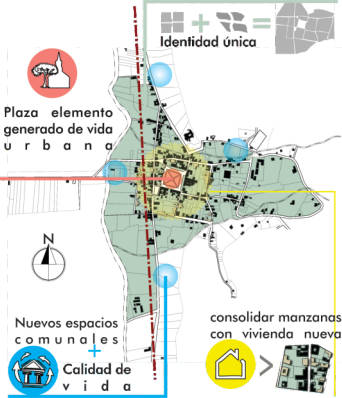 Identidad única
Plaza elemento
generado de vida
urbana
N
Nuevos espacios
comunales
+
Calidad de
vida
consolidar manzanas
con vivienda nueva
>